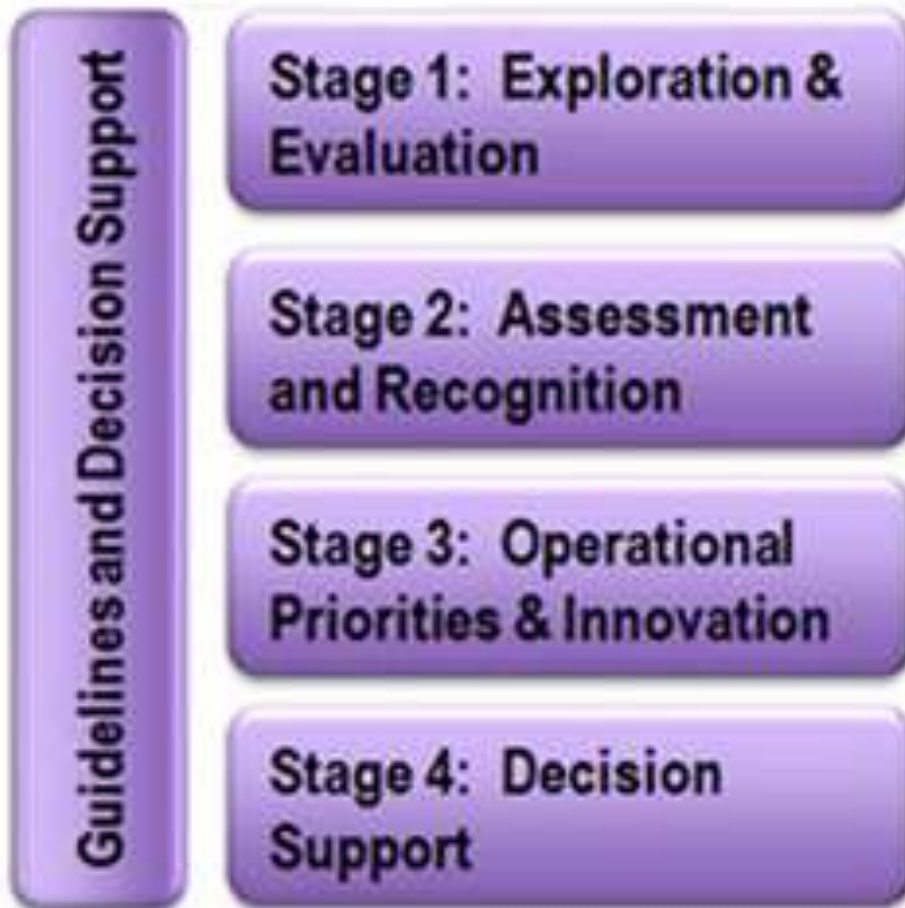 Guidelines and Decision Support
Stage 1: Exploration &
Evaluation
Stage 2: Assessment
and Recognition
Stage 3: Operational
Priorities & Innovation
Stage 4: Decision
Support